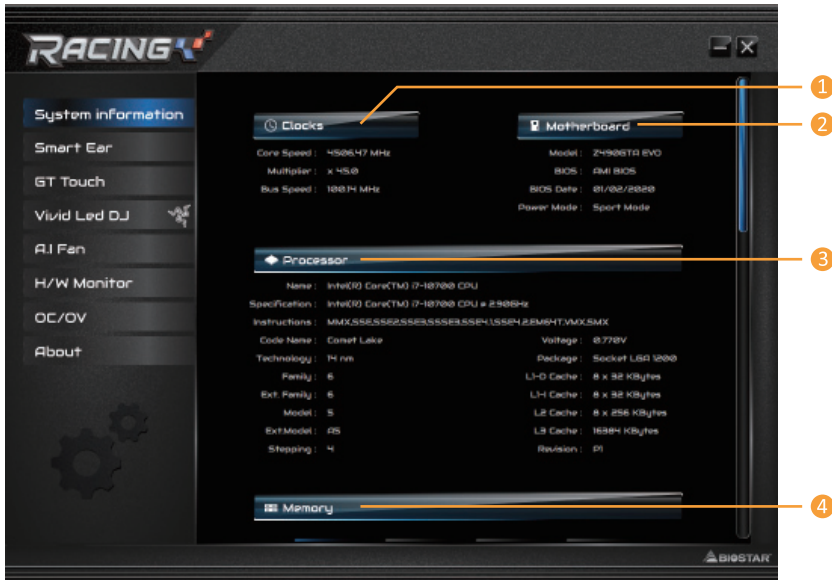 RACING
System information
Smart Ear
GT Touch
Vivid Led DJ
A.I Fan
H/W Monitor
OC/OV
About
Clocks
Core Speed : 4506.47 MHz
Multiplier : x 45.0
Bus Speed : 100.14 MHz
Motherboard
Model : Z490GTA EVO
BIOS : AMI BIOS
BIOS Date : 01/02/2020
Power Mode : Sport Mode
Processor
Name : Intel(R) Core(TM) i7-10700 CPU
Specification : Intel(R) Core(TM) i7-10700 CPU @ 2.90GHz
Instructions : MMX,SSE,SSE2,SSE3,SSSE3,SSE4.1,SSE4.2,EM64T,VMX,SMX
Code Name : Comet Lake
Technology : 14 nm
Family : 6
Ext. Family : 6
Model : 5
Ext.Model : A5
Stepping : 4
Voltage : 0.770V
Package : Socket LGA 1200
L1-D Cache : 8 x 32 KBytes
L1-I Cache : 8 x 32 KBytes
L2 Cache : 8 x 256 KBytes
L3 Cache : 16384 KBytes
Revision : P1
Memory
BIOSTAR
1
2
3
4